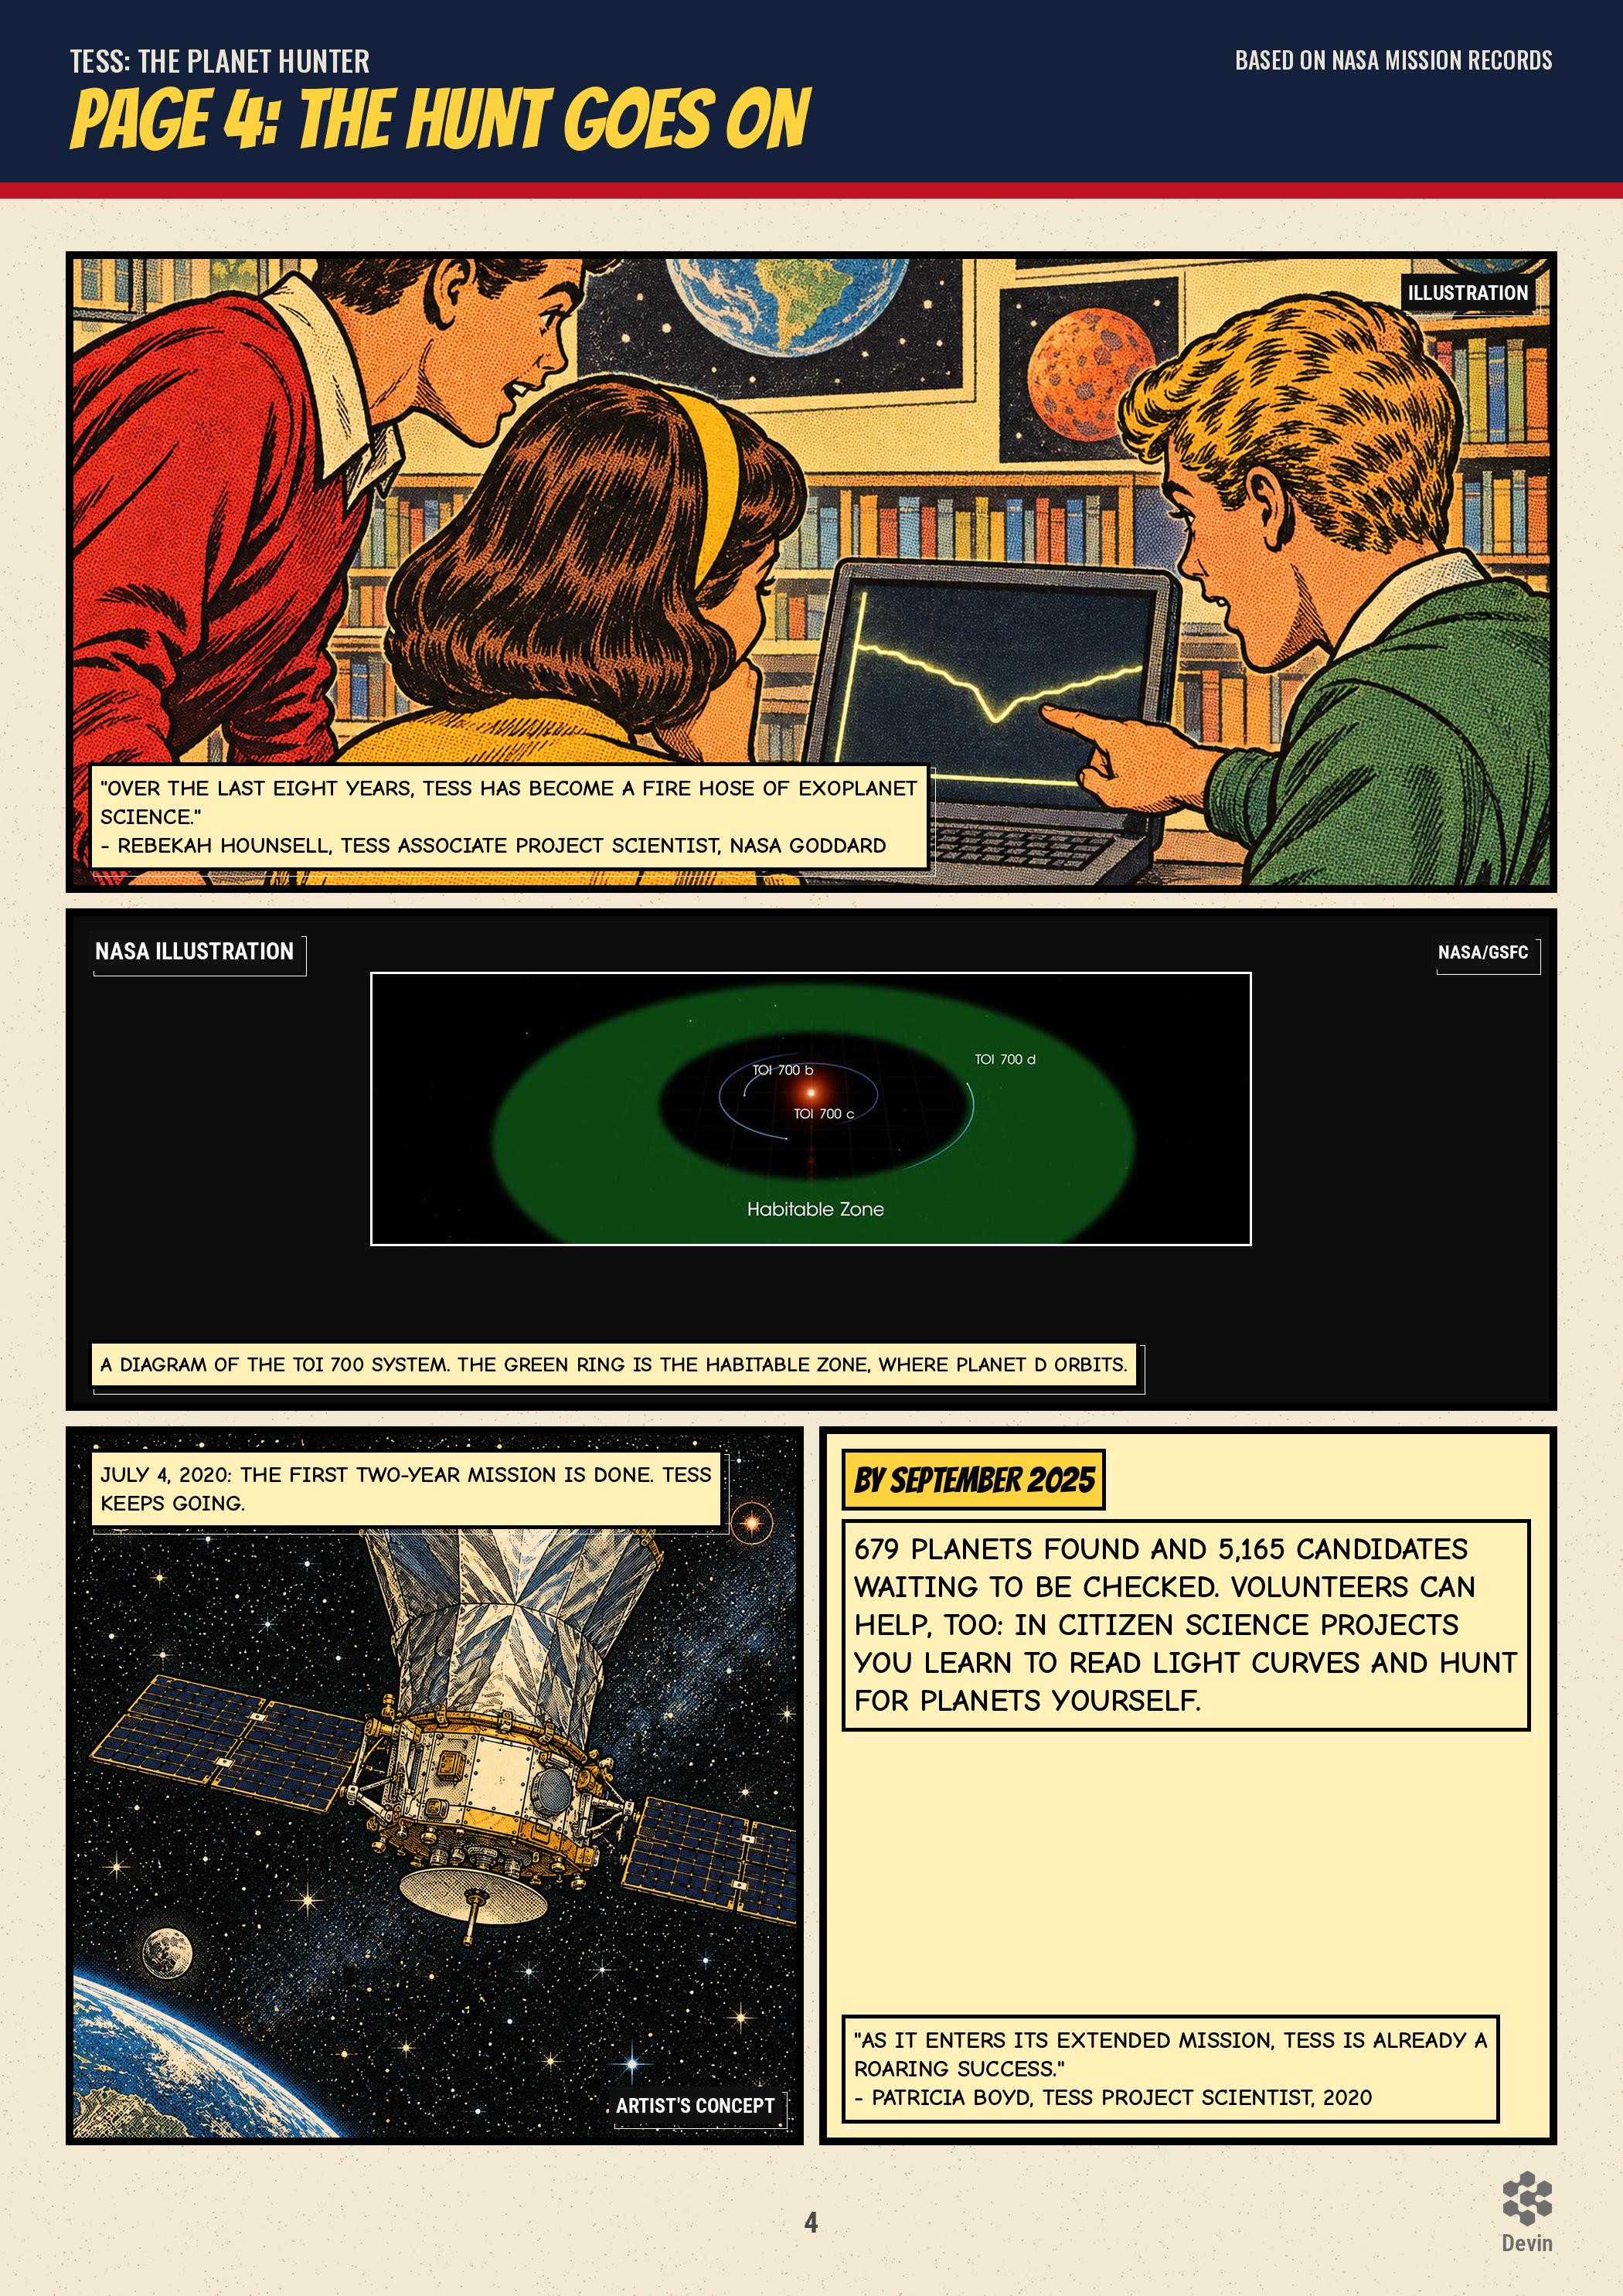 TESS: THE PLANET HUNTER
BASED ON NASA MISSION RECORDS
PAGE 4: THE HUNT GOES ON
ILLUSTRATION
"OVER THE LAST EIGHT YEARS, TESS HAS BECOME A FIRE HOSE OF EXOPLANET
SCIENCE."
- REBEKAH HOUNSELL, TESS ASSOCIATE PROJECT SCIENTIST, NASA GODDARD
NASA ILLUSTRATION
NASA/GSFC
TOI 700 d
TOI 700 b
TOI 700 c
Habitable Zone
A DIAGRAM OF THE TOI 700 SYSTEM. THE GREEN RING IS THE HABITABLE ZONE, WHERE PLANET D ORBITS.
JULY 4, 2020: THE FIRST TWO-YEAR MISSION IS DONE. TESS
KEEPS GOING.
ARTIST'S CONCEPT
BY SEPTEMBER 2025
679 PLANETS FOUND AND 5,165 CANDIDATES
WAITING TO BE CHECKED. VOLUNTEERS CAN
HELP, TOO: IN CITIZEN SCIENCE PROJECTS
YOU LEARN TO READ LIGHT CURVES AND HUNT
FOR PLANETS YOURSELF.
"AS IT ENTERS ITS EXTENDED MISSION, TESS IS ALREADY A
ROARING SUCCESS."
- PATRICIA BOYD, TESS PROJECT SCIENTIST, 2020
4
Devin